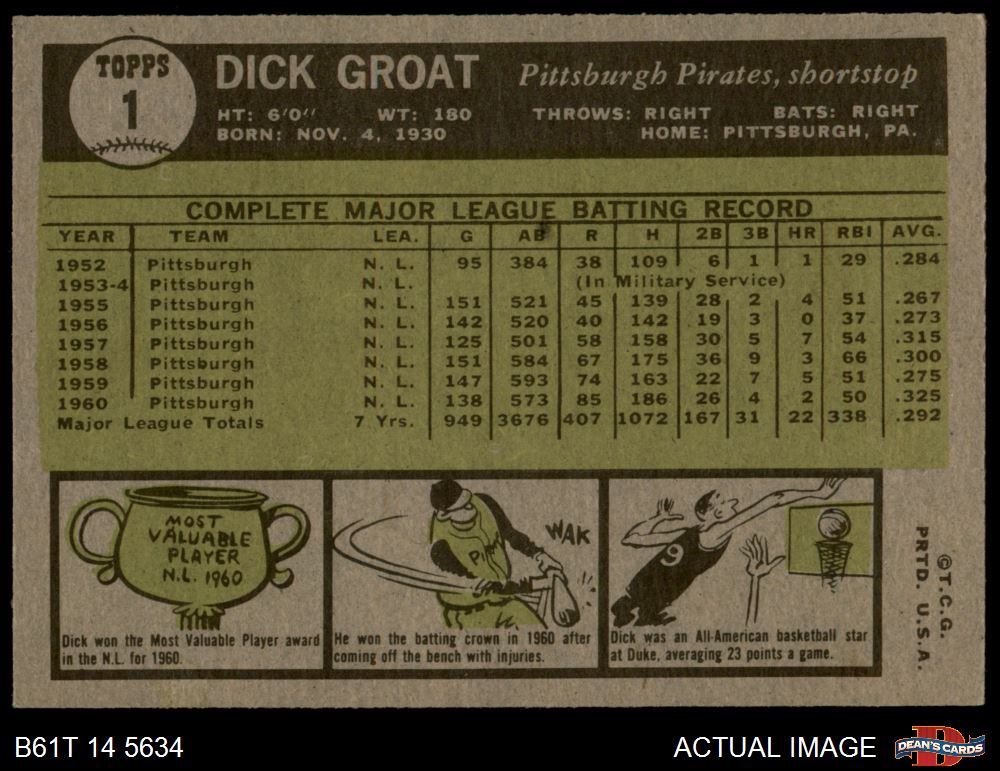 TOPPS
1
DICK GROAT Pittsburgh Pirates, shortstop
HT: 6'0" WT: 180 THROWS: RIGHT BATS: RIGHT
BORN: NOV. 4, 1930 HOME: PITTSBURGH, PA.
COMPLETE MAJOR LEAGUE BATTING RECORD
YEAR TEAM LEA. G AB R H 2B 3B HR RBI AVG.
1952 Pittsburgh N. L. 95 384 38 109 6 1 1 29 .284
1953-4 Pittsburgh N. L. (In Military Service)
1955 Pittsburgh N. L. 151 521 45 139 28 2 4 51 .267
1956 Pittsburgh N. L. 142 520 40 142 19 3 0 37 .273
1957 Pittsburgh N. L. 125 501 58 158 30 5 7 54 .315
1958 Pittsburgh N. L. 151 584 67 175 36 9 3 66 .300
1959 Pittsburgh N. L. 147 593 74 163 22 7 5 51 .275
1960 Pittsburgh N. L. 138 573 85 186 26 4 2 50 .325
Major League Totals 7 Yrs. 949 3676 407 1072 167 31 22 338 .292
MOST
VALUABLE
PLAYER
N.L. 1960
Dick won the Most Valuable Player award
in the N.L. for 1960.
WAK
He won the batting crown in 1960 after
coming off the bench with injuries.
9
Dick was an All-American basketball star
at Duke, averaging 23 points a game.
©T.C.G.
PRTD. U.S.A.
B61T 14 5634 ACTUAL IMAGE
DEAN'S CARDS